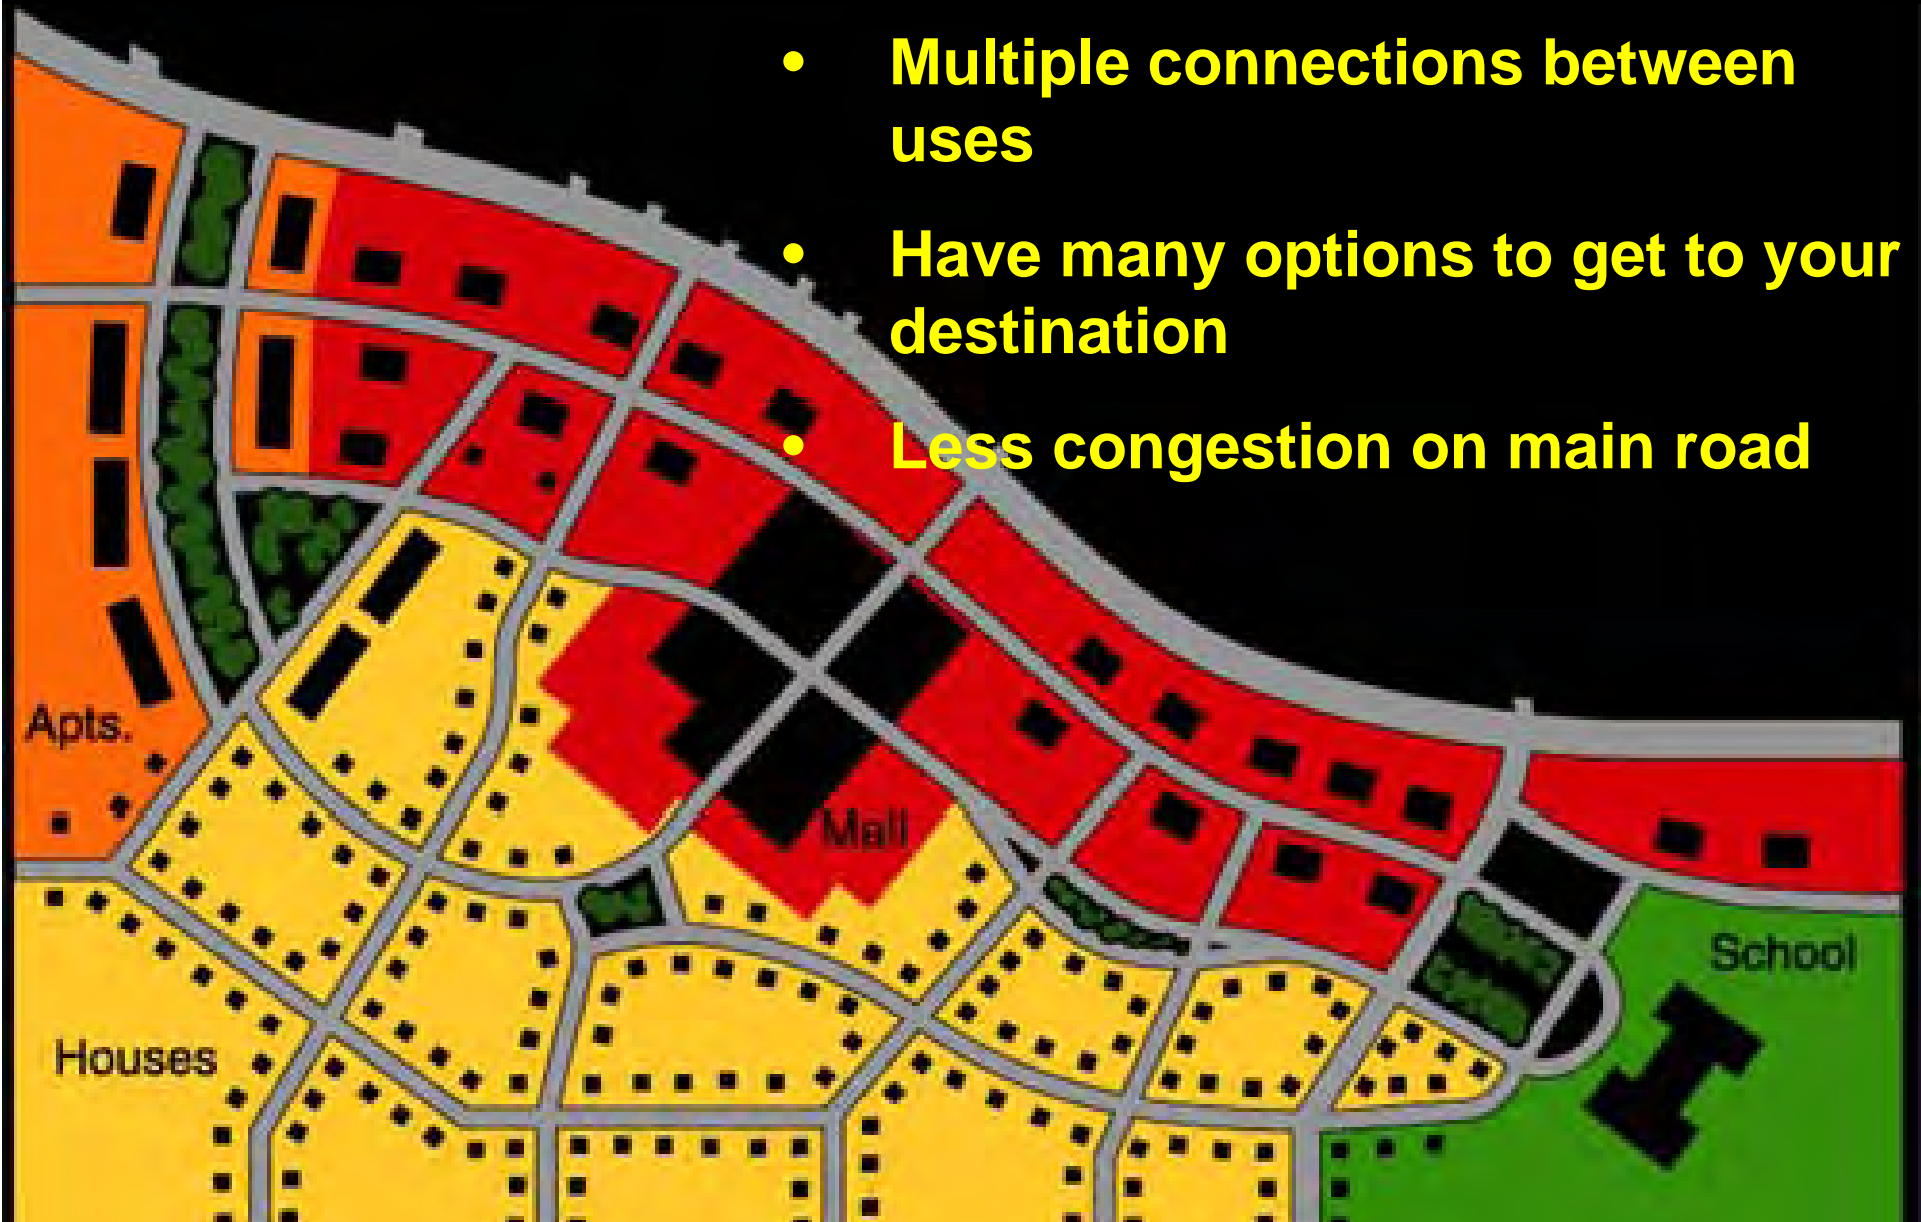 • Multiple connections between
uses
• Have many options to get to your
destination
• Less congestion on main road
Apts.
Mall
School
Houses